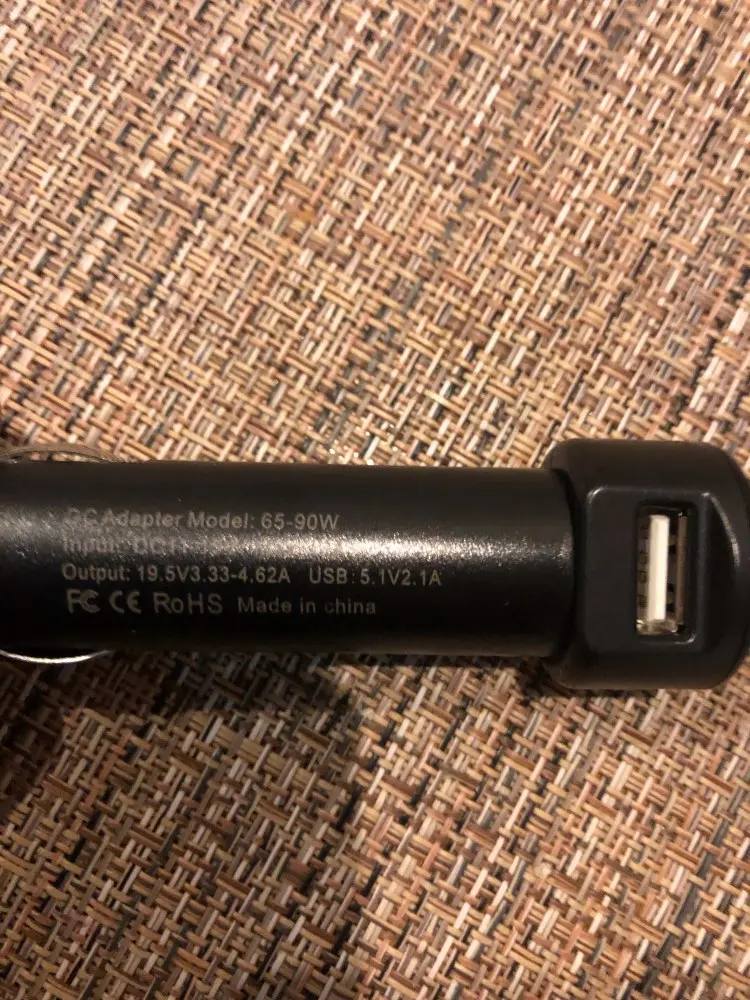 DC Adapter Model: 65-90W
Input: DC11
Output: 19.5V3.33-4.62A USB: 5.1V2.1A
FC CE RoHS Made in china